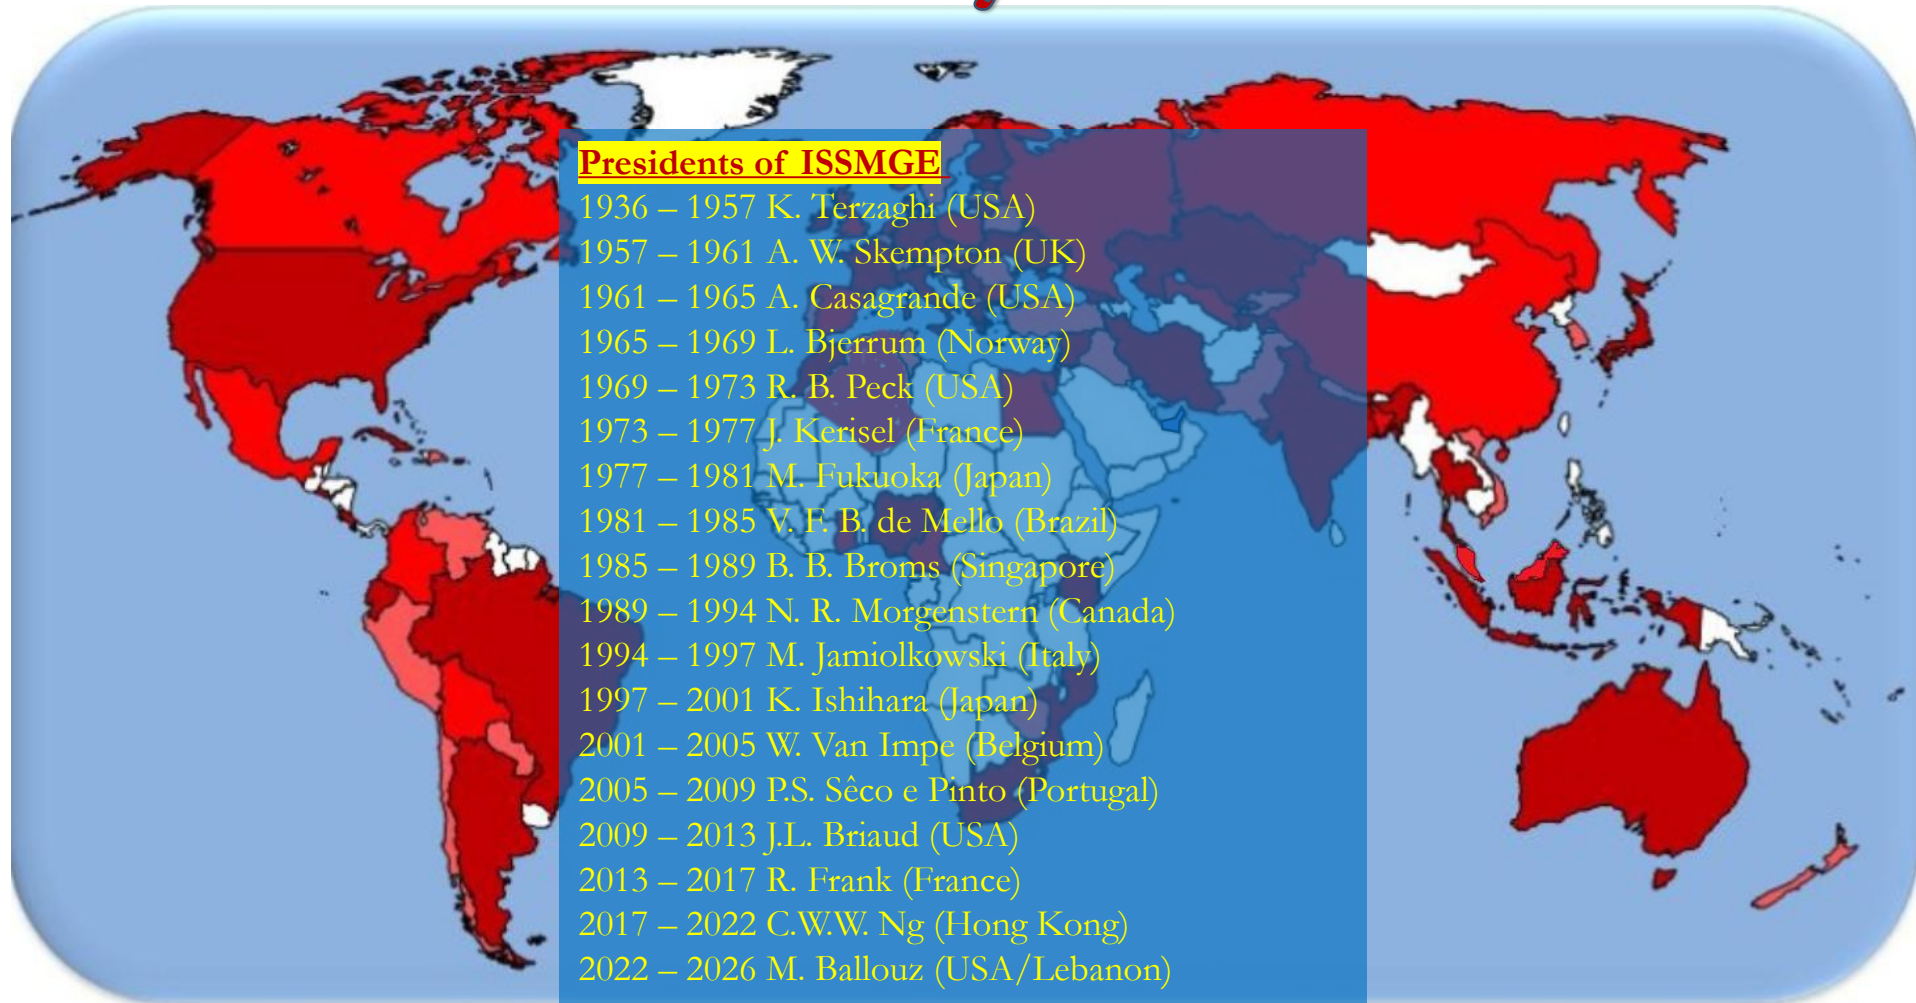 Presidents of ISSMGE
1936 – 1957 K. Terzaghi (USA)
1957 – 1961 A. W. Skempton (UK)
1961 – 1965 A. Casagrande (USA)
1965 – 1969 L. Bjerrum (Norway)
1969 – 1973 R. B. Peck (USA)
1973 – 1977 J. Kerisel (France)
1977 – 1981 M. Fukuoka (Japan)
1981 – 1985 V. F. B. de Mello (Brazil)
1985 – 1989 B. B. Broms (Singapore)
1989 – 1994 N. R. Morgenstern (Canada)
1994 – 1997 M. Jamiolkowski (Italy)
1997 – 2001 K. Ishihara (Japan)
2001 – 2005 W. Van Impe (Belgium)
2005 – 2009 P.S. Sêco e Pinto (Portugal)
2009 – 2013 J.L. Briaud (USA)
2013 – 2017 R. Frank (France)
2017 – 2022 C.W.W. Ng (Hong Kong)
2022 – 2026 M. Ballouz (USA/Lebanon)